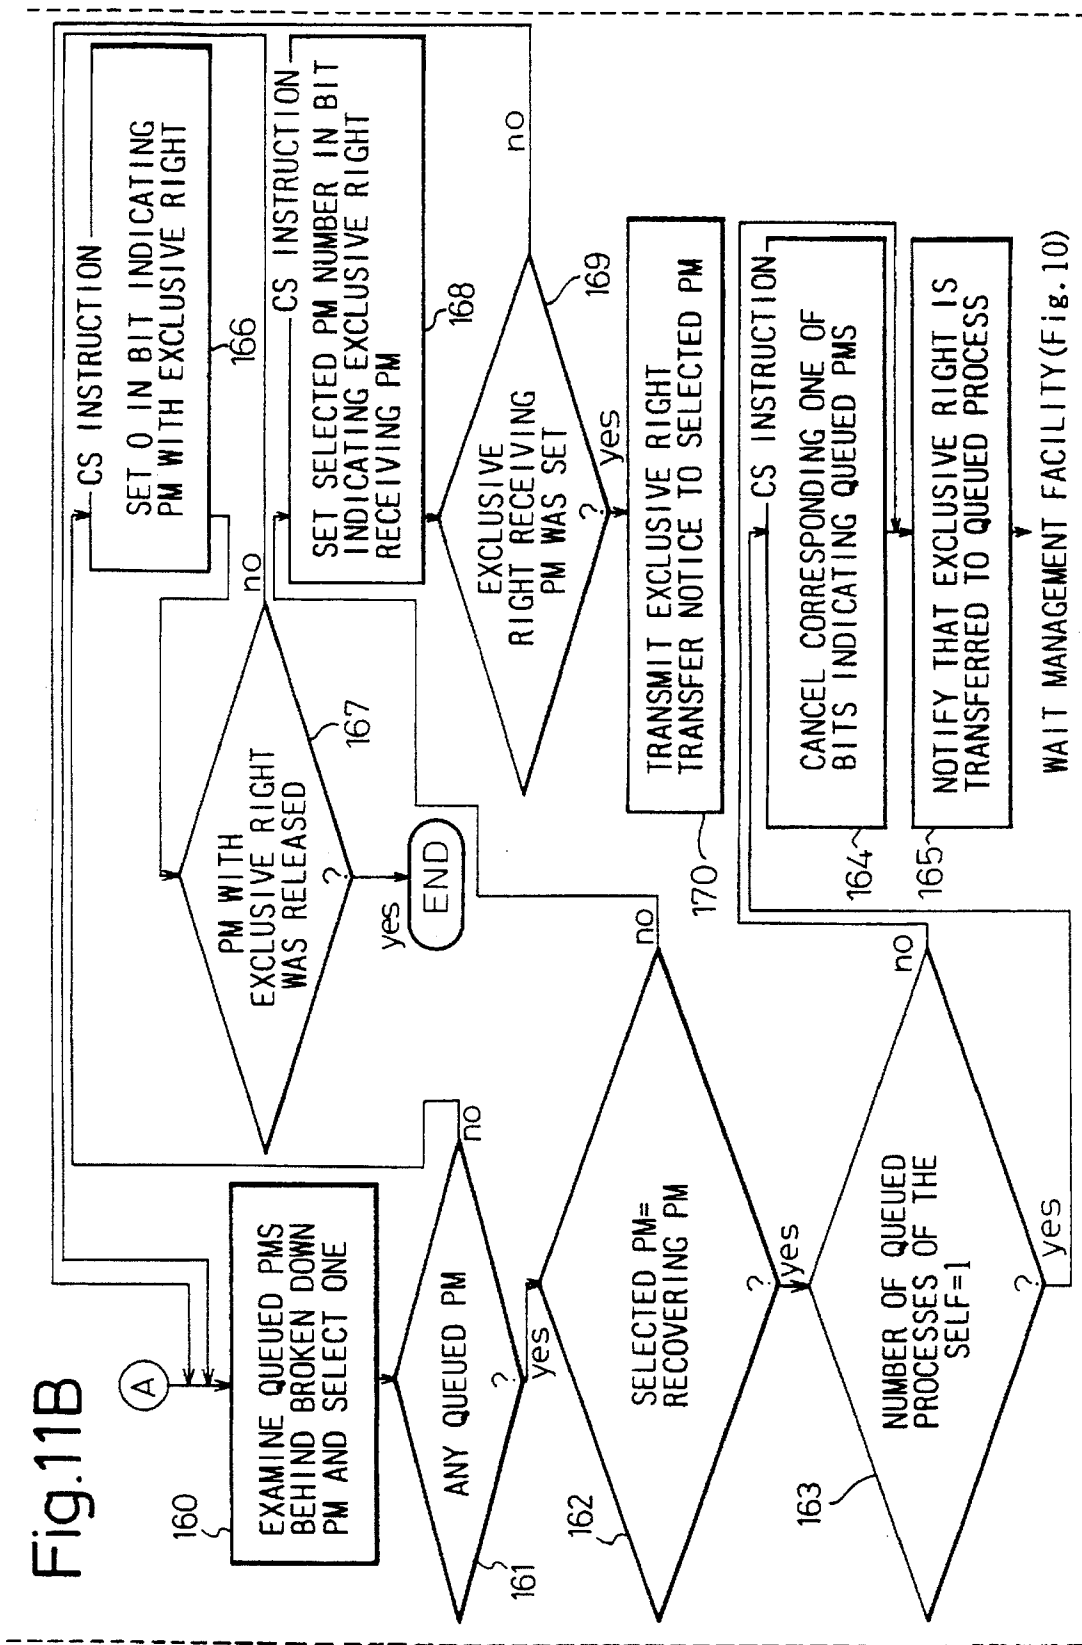 Fig.11B
A
160
EXAMINE QUEUED PMS
BEHIND BROKEN DOWN
PM AND SELECT ONE
161
ANY QUEUED PM
?
no
yes
162
SELECTED PM=
RECOVERING PM
?
no
yes
163
NUMBER OF QUEUED
PROCESSES OF THE
SELF=1
?
no
yes
CS INSTRUCTION
SET 0 IN BIT INDICATING
PM WITH EXCLUSIVE RIGHT
166
PM WITH
EXCLUSIVE RIGHT
WAS RELEASED
?
167
no
yes
END
CS INSTRUCTION
SET SELECTED PM NUMBER IN BIT
INDICATING EXCLUSIVE RIGHT
RECEIVING PM
168
EXCLUSIVE
RIGHT RECEIVING
PM WAS SET
?
169
no
yes
TRANSMIT EXCLUSIVE RIGHT
TRANSFER NOTICE TO SELECTED PM
170
CS INSTRUCTION
CANCEL CORRESPONDING ONE OF
BITS INDICATING QUEUED PMS
164
NOTIFY THAT EXCLUSIVE RIGHT IS
TRANSFERRED TO QUEUED PROCESS
165
WAIT MANAGEMENT FACILITY(Fig.10)